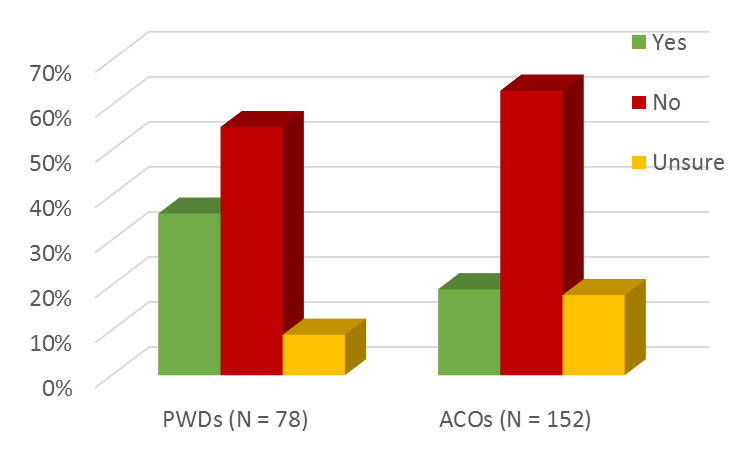 Yes
No
Unsure
70%
60%
50%
40%
30%
20%
10%
0%
PWDs (N = 78)
ACOs (N = 152)